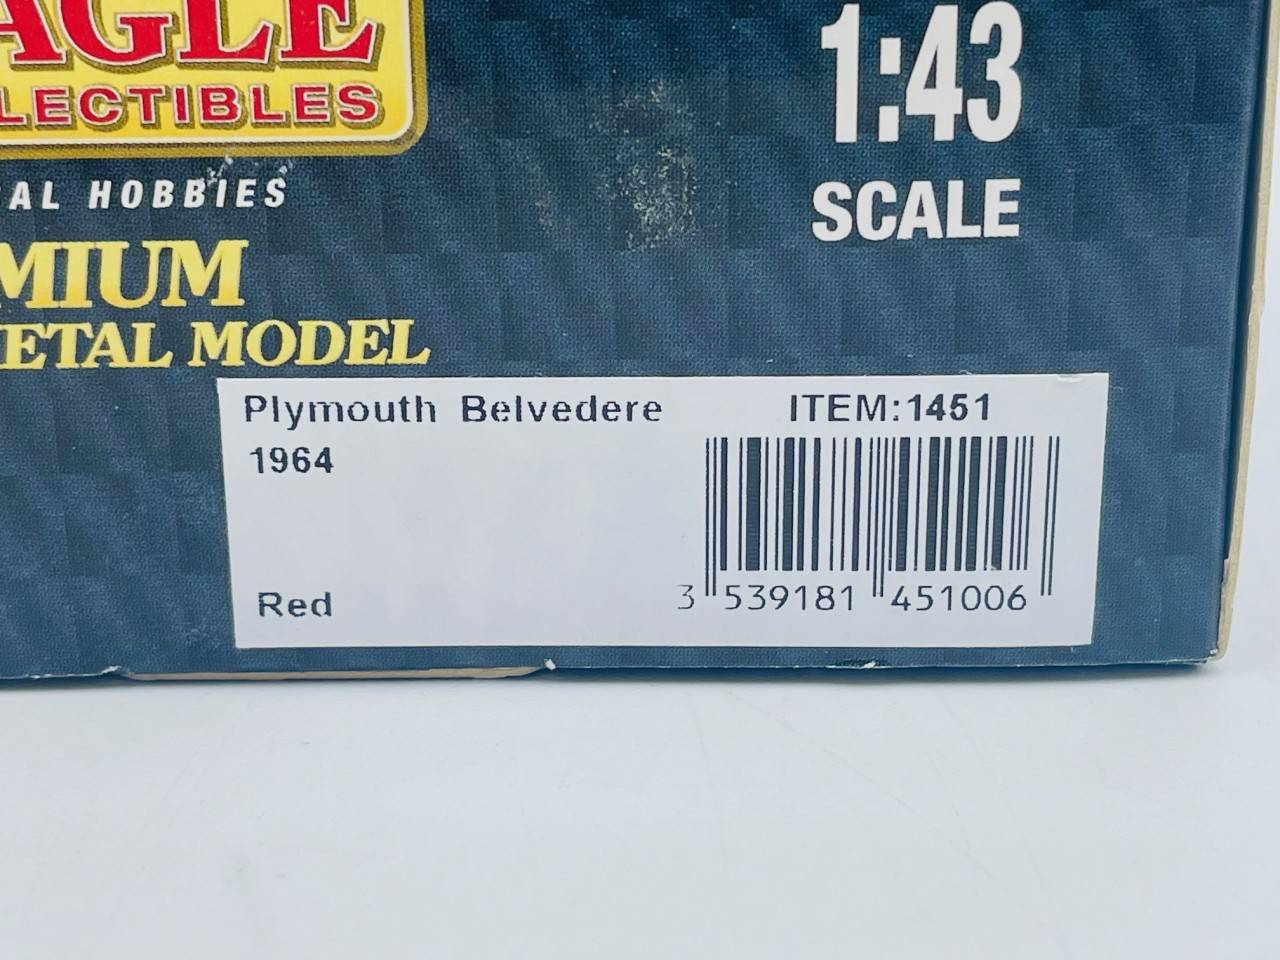 AGLE
LECTIBLES
AL HOBBIES
MIUM
ETAL MODEL
1:43
SCALE
Plymouth Belvedere
ITEM:1451
1964
Red
3 539181 451006